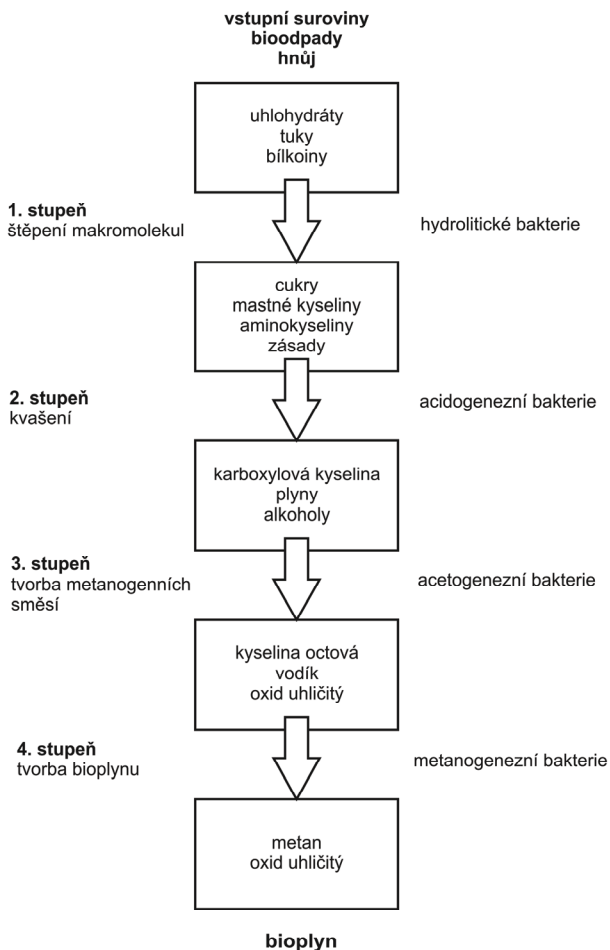 vstupní suroviny
bioodpady
hnůj
uhlohydráty
tuky
bílkoiny
1. stupeň
štěpení makromolekul
hydrolitické bakterie
cukry
mastné kyseliny
aminokyseliny
zásady
2. stupeň
kvašení
acidogenezní bakterie
karboxylová kyselina
plyny
alkoholy
3. stupeň
tvorba metanogenních
směsí
acetogenezní bakterie
kyselina octová
vodík
oxid uhličitý
4. stupeň
tvorba bioplynu
metanogenezní bakterie
metan
oxid uhličitý
bioplyn